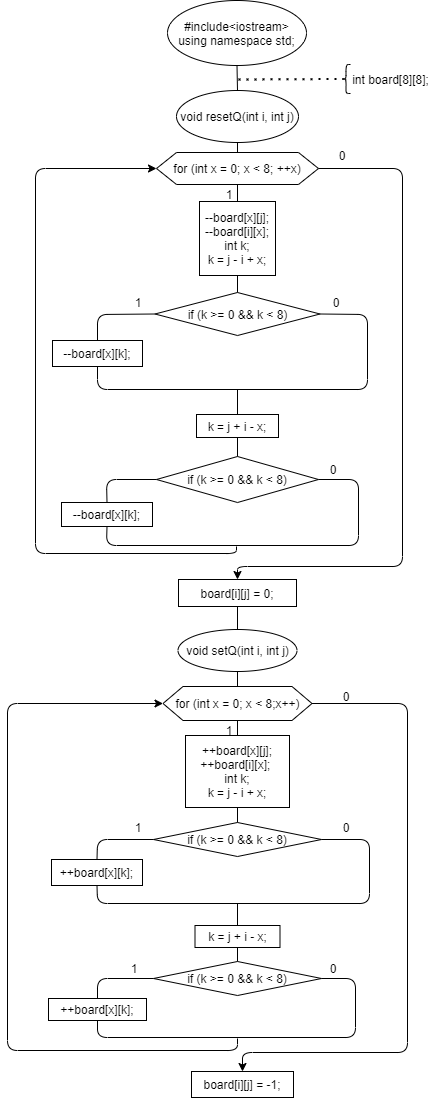 #include<iostream>
using namespace std;
int board[8][8];
void resetQ(int i, int j)
for (int x = 0; x < 8; ++x)
0
1
--board[x][j];
--board[i][x];
int k;
k = j - i + x;
1
0
if (k >= 0 && k < 8)
--board[x][k];
k = j + i - x;
0
if (k >= 0 && k < 8)
--board[x][k];
board[i][j] = 0;
void setQ(int i, int j)
0
for (int x = 0; x < 8;x++)
1
++board[x][j];
++board[i][x];
int k;
k = j - i + x;
1
0
if (k >= 0 && k < 8)
++board[x][k];
k = j + i - x;
1
0
if (k >= 0 && k < 8)
++board[x][k];
board[i][j] = -1;